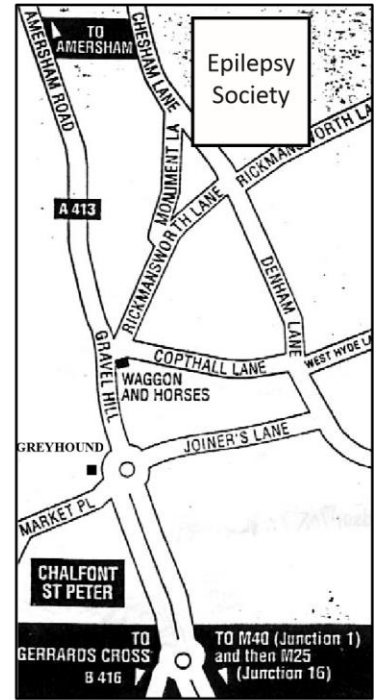 TO
AMERSHAM
AMERSHAM ROAD
CHESHAM LANE
Epilepsy
Society
MONUMENT LA
RICKMANSWORTH LANE
RICKMANSWORTH LA
A 413
DENHAM LANE
GRAVEL HILL
COPTHALL LANE
WEST HYDE LA
WAGGON
AND HORSES
JOINER'S LANE
GREYHOUND
MARKET PL
CHALFONT
ST PETER
TO
GERRARDS CROSS
B 416
TO M40 (Junction 1)
and then M25
(Junction 16)